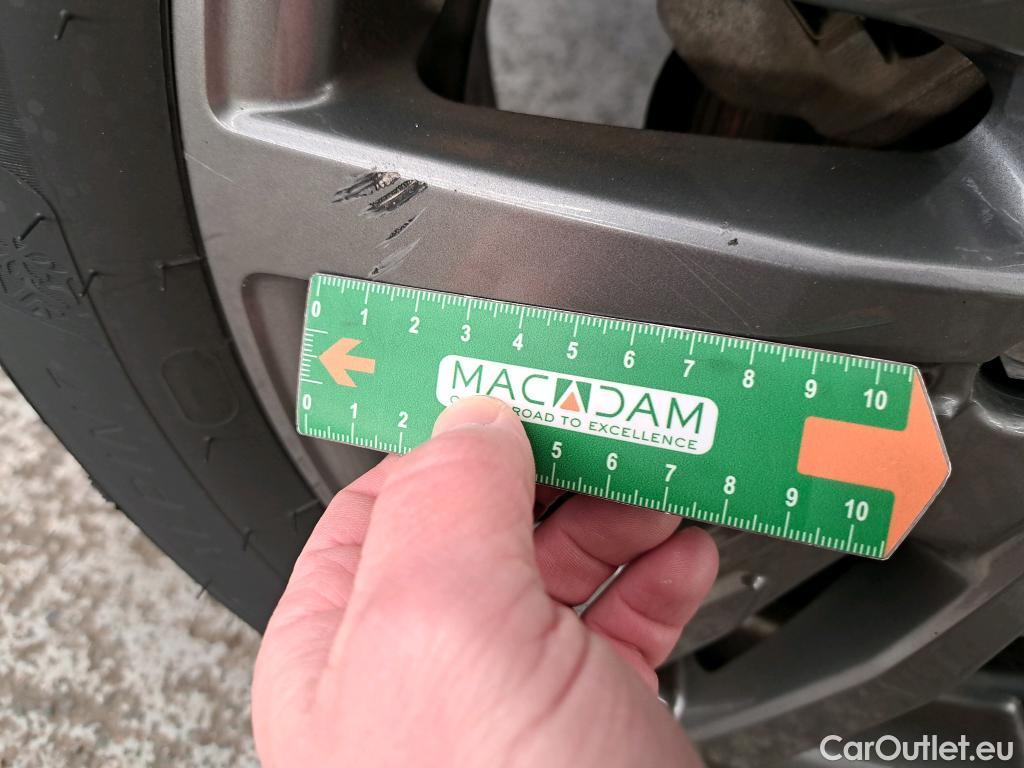 0 1 2 3 4 5 6 7 8 9 10
MACADAM
ROAD TO EXCELLENCE
0 1 2 5 6 7 8 9 10
CarOutlet.eu